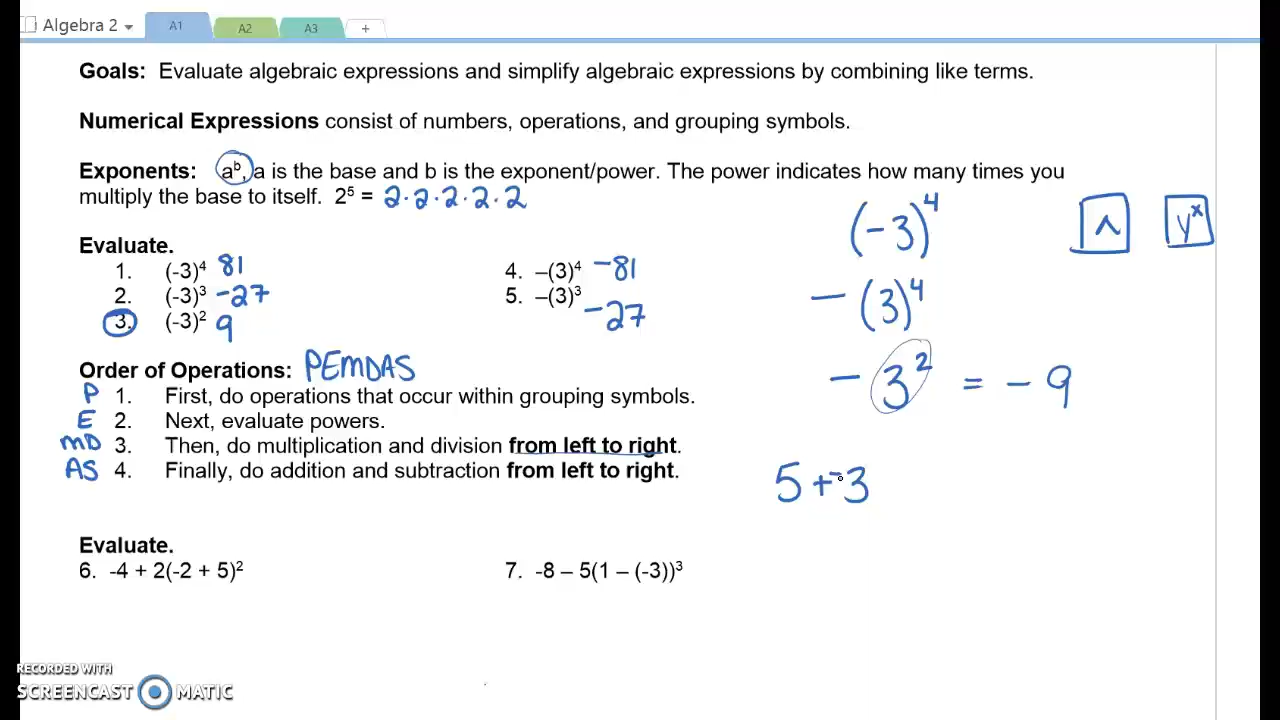 Algebra 2 A1 A2 A3 +
Goals: Evaluate algebraic expressions and simplify algebraic expressions by combining like terms.
Numerical Expressions consist of numbers, operations, and grouping symbols.
Exponents: aᵇ, a is the base and b is the exponent/power. The power indicates how many times you
multiply the base to itself. 2⁵ = 2·2·2·2·2
(-3)⁴ ^ yˣ
Evaluate.
1. (-3)⁴ 81 4. –(3)⁴ -81
2. (-3)³ -27 5. –(3)³ -27
3. (-3)² 9
-(3)⁴
-3² = -9
Order of Operations: PEMDAS
P 1. First, do operations that occur within grouping symbols.
E 2. Next, evaluate powers.
MD 3. Then, do multiplication and division from left to right.
AS 4. Finally, do addition and subtraction from left to right.
5+-3
Evaluate.
6. -4 + 2(-2 + 5)² 7. -8 – 5(1 – (-3))³
RECORDED WITH
SCREENCAST MATIC